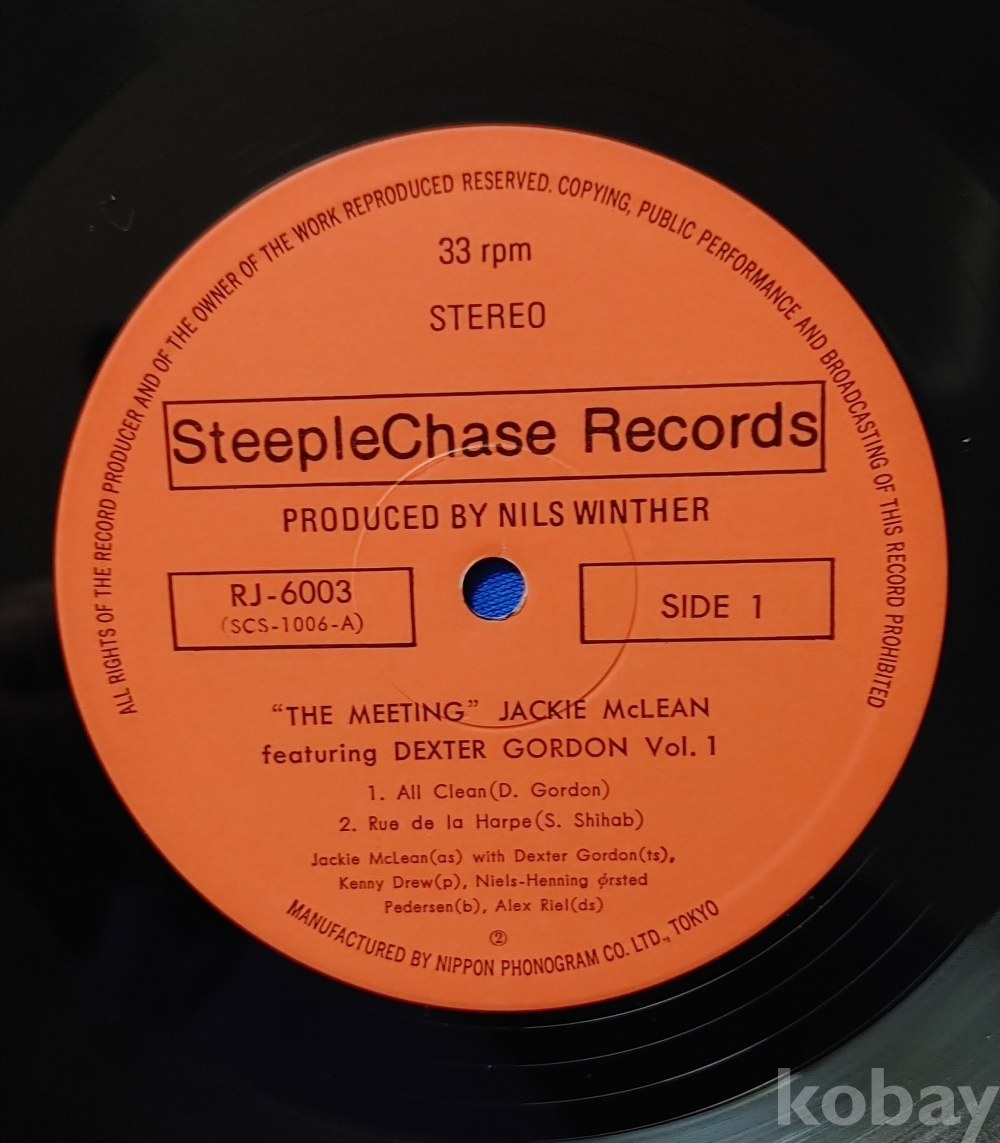 ALL RIGHTS OF THE RECORD PRODUCER AND OF THE OWNER OF THE WORK REPRODUCED RESERVED. COPYING, PUBLIC PERFORMANCE AND BROADCASTING OF THIS RECORD PROHIBITED
33 rpm
STEREO
SteepleChase Records
PRODUCED BY NILS WINTHER
RJ-6003
(SCS-1006-A)
SIDE 1
“THE MEETING” JACKIE McLEAN
featuring DEXTER GORDON Vol. 1
1. All Clean(D. Gordon)
2. Rue de la Harpe(S. Shihab)
Jackie McLean(as) with Dexter Gordon(ts),
Kenny Drew(p), Niels-Henning ørsted
Pedersen(b), Alex Riel(ds)
②
MANUFACTURED BY NIPPON PHONOGRAM CO. LTD., TOKYO
kobay